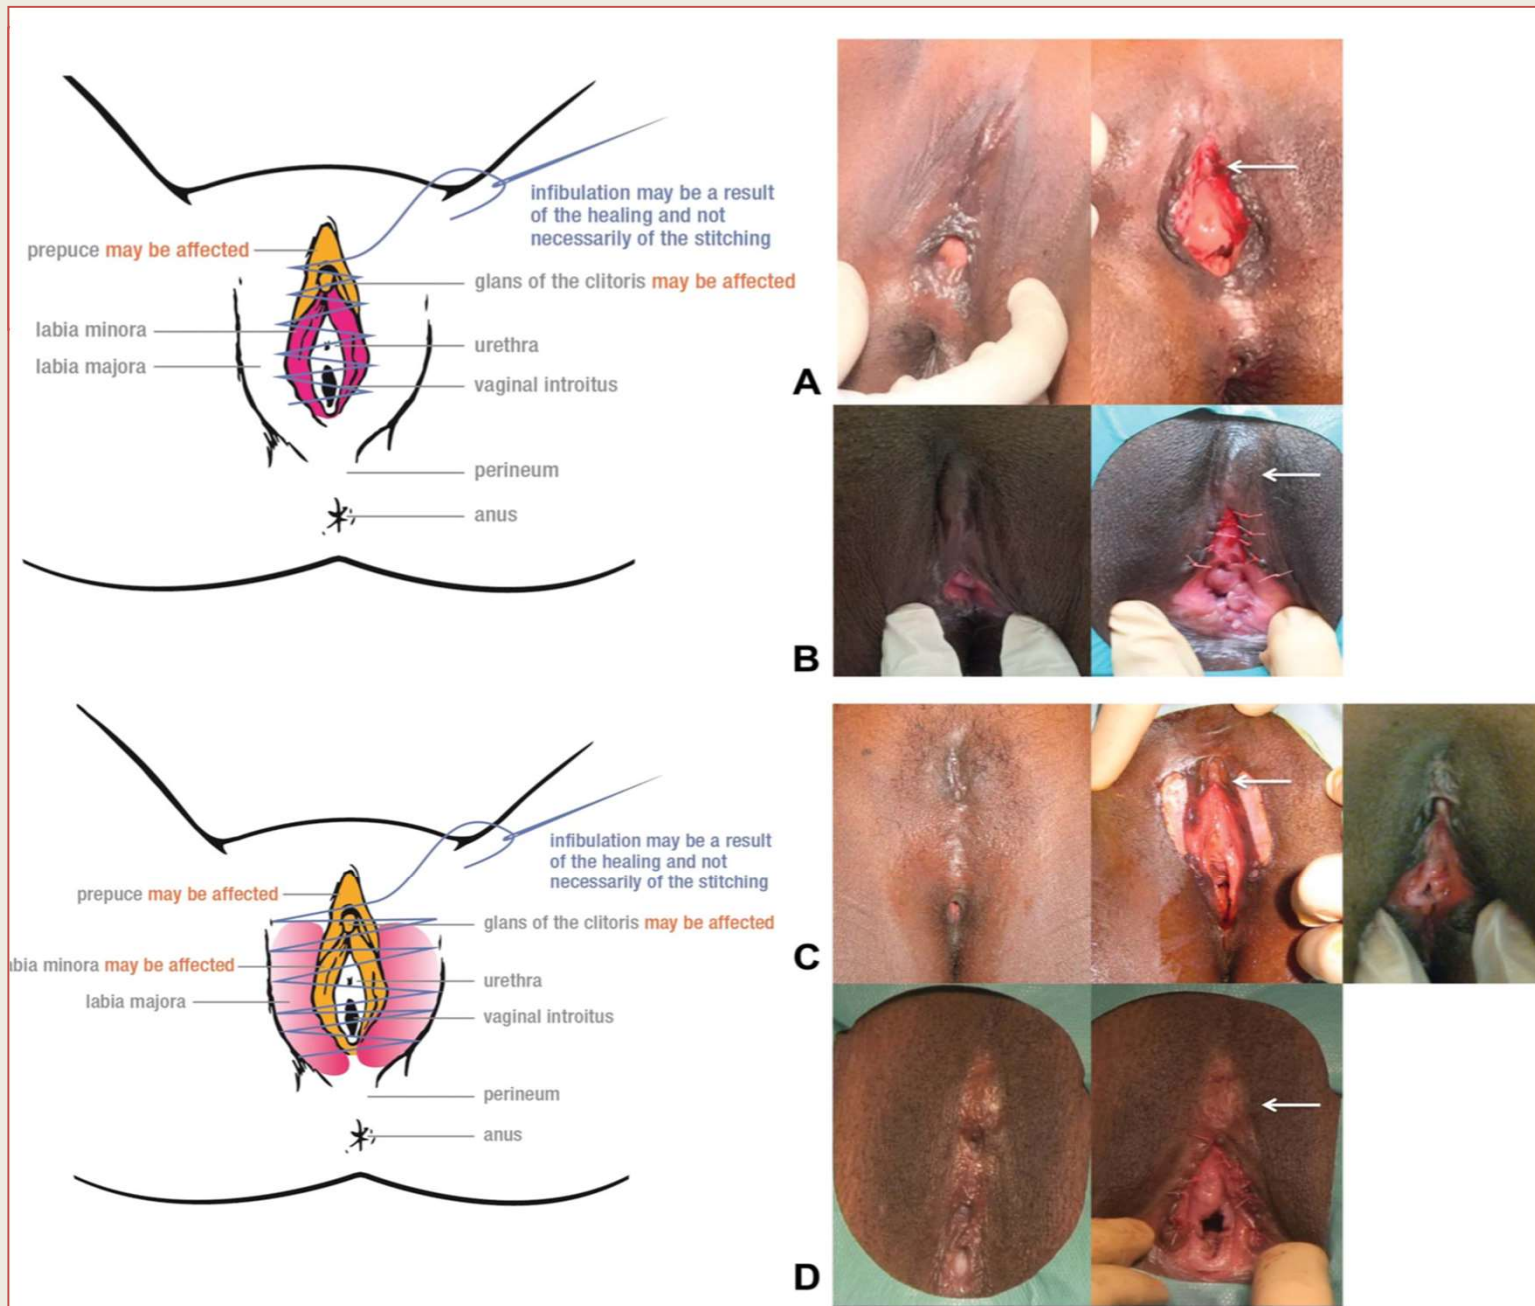 infibulation may be a result
of the healing and not
necessarily of the stitching
prepuce may be affected
glans of the clitoris may be affected
labia minora
urethra
labia majora
vaginal introitus
perineum
anus
A
B
infibulation may be a result
of the healing and not
necessarily of the stitching
prepuce may be affected
glans of the clitoris may be affected
abia minora may be affected
urethra
labia majora
vaginal introitus
perineum
anus
C
D